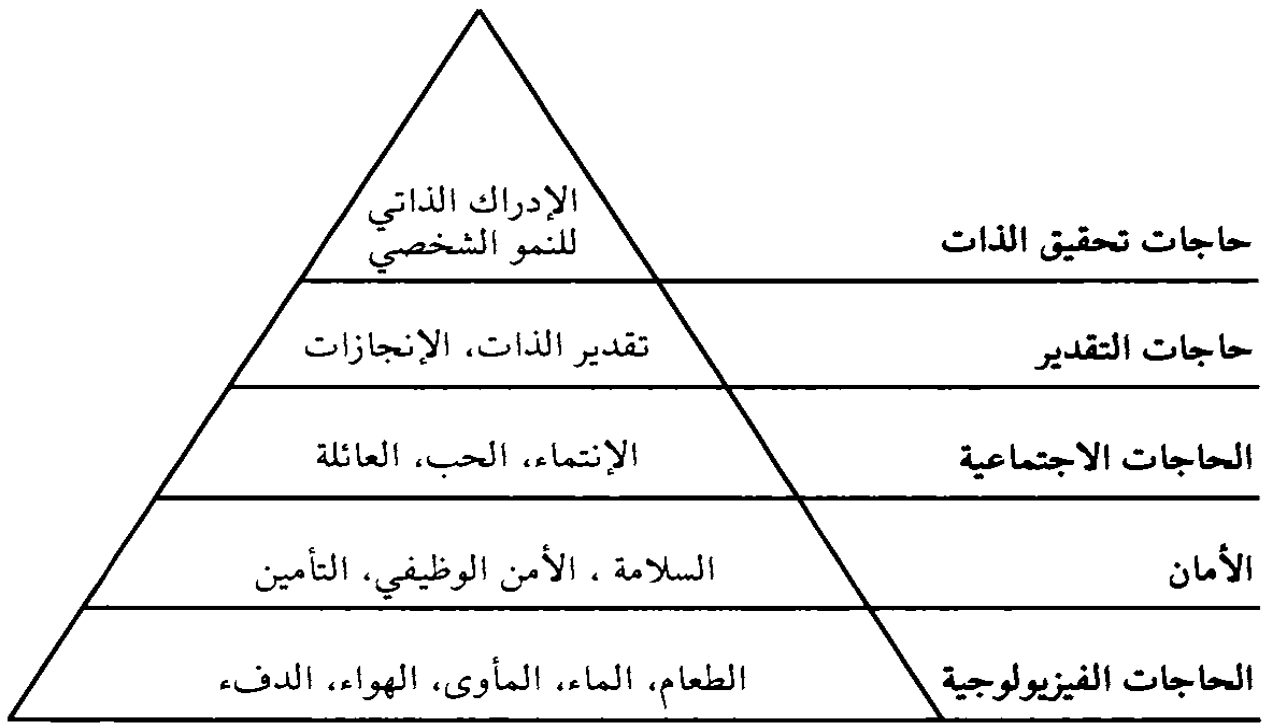 الإدراك الذاتي
للنمو الشخصي
حاجات تحقيق الذات
تقدير الذات، الإنجازات
حاجات التقدير
الإنتماء، الحب، العائلة
الحاجات الاجتماعية
السلامة ، الأمن الوظيفي، التأمين
الأمان
الطعام، الماء، المأوى، الهواء، الدفء
الحاجات الفيزيولوجية